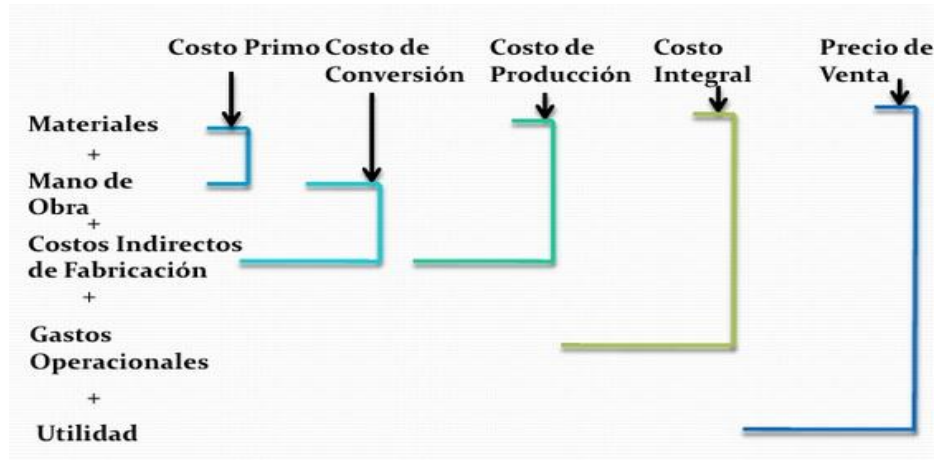 Costo Primo
Costo de
Conversión
Costo de
Producción
Costo
Integral
Precio de
Venta
Materiales
+
Mano de
Obra
+
Costos Indirectos
de Fabricación
+
Gastos
Operacionales
+
Utilidad